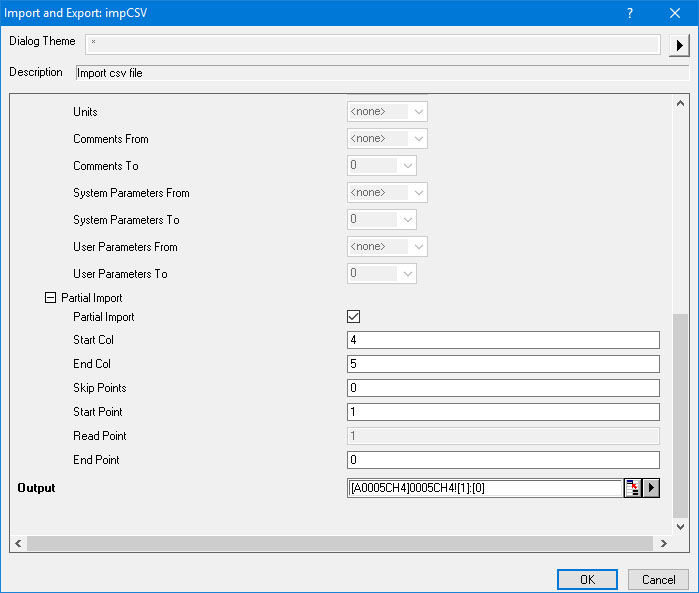 Import and Export: impCSV
Dialog Theme *
Description Import csv file
Units <none>
Comments From <none>
Comments To 0
System Parameters From <none>
System Parameters To 0
User Parameters From <none>
User Parameters To 0
Partial Import
Partial Import
Start Col 4
End Col 5
Skip Points 0
Start Point 1
Read Point 1
End Point 0
Output [A0005CH4]0005CH4![1]:[0]
OK Cancel